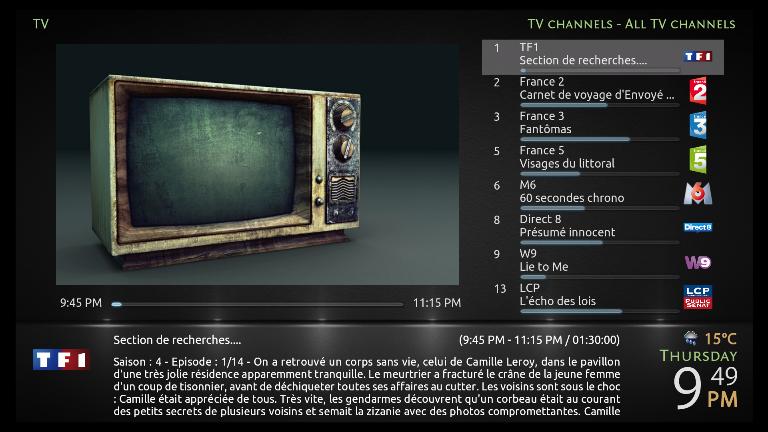 TV
TV CHANNELS - ALL TV CHANNELS
1 TF1
Section de recherches....
TF1
2 France 2
Carnet de voyage d'Envoyé ...
2
3 France 3
Fantômas
3
5 France 5
Visages du littoral
5
6 M6
60 secondes chrono
M6
8 Direct 8
Présumé innocent
Direct 8
9 W9
Lie to Me
W9
13 LCP
L'écho des lois
LCP
PUBLIC SENAT
9:45 PM 11:15 PM
Section de recherches.... (9:45 PM - 11:15 PM / 01:30:00)
TF1
Saison : 4 - Episode : 1/14 - On a retrouvé un corps sans vie, celui de Camille Leroy, dans le pavillon
d'une très jolie résidence apparemment tranquille. Le meurtrier a fracturé le crâne de la jeune femme
d'un coup de tisonnier, avant de déchiqueter toutes ses affaires au cutter. Les voisins sont sous le choc
: Camille était appréciée de tous. Très vite, les gendarmes découvrent qu'un corbeau était au courant
des petits secrets de plusieurs voisins et semait la zizanie avec des photos compromettantes. Camille
15°C
THURSDAY
9 49
PM